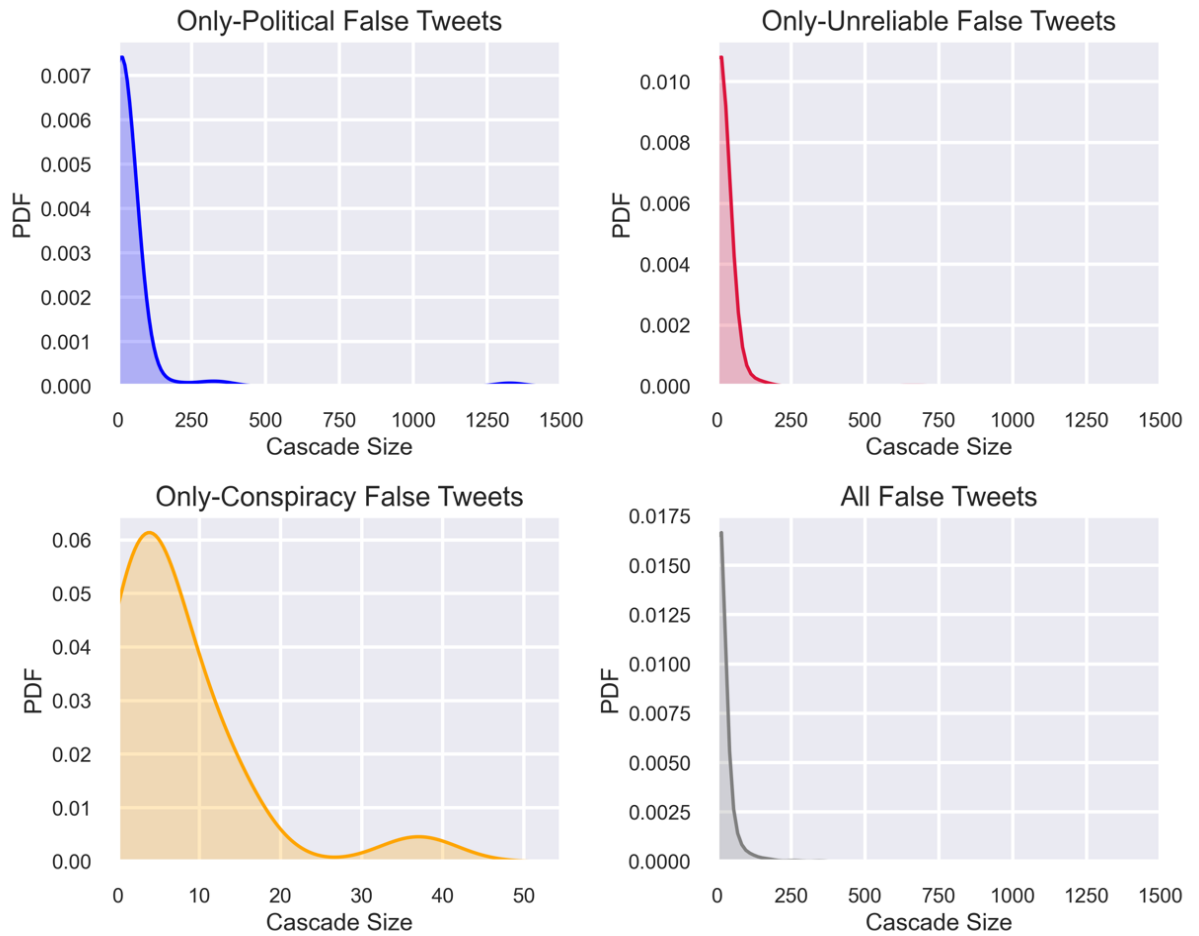 Only-Political False Tweets
0.007
0.006
0.005
0.004
0.003
0.002
0.001
0.000
PDF
0 250 500 750 1000 1250 1500
Cascade Size
Only-Unreliable False Tweets
0.010
0.008
0.006
0.004
0.002
0.000
PDF
0 250 500 750 1000 1250 1500
Cascade Size
Only-Conspiracy False Tweets
0.06
0.05
0.04
0.03
0.02
0.01
0.00
PDF
0 10 20 30 40 50
Cascade Size
All False Tweets
0.0175
0.0150
0.0125
0.0100
0.0075
0.0050
0.0025
0.0000
PDF
0 250 500 750 1000 1250 1500
Cascade Size